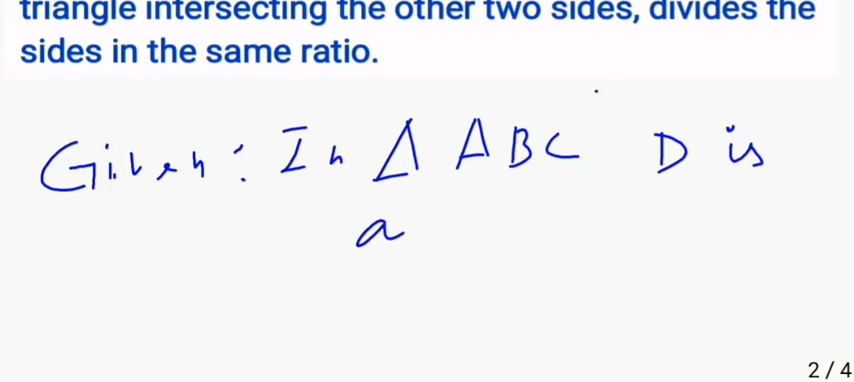 triangle intersecting the other two sides, divides the
sides in the same ratio.
Given: In Δ ABC D is
a
2 / 4